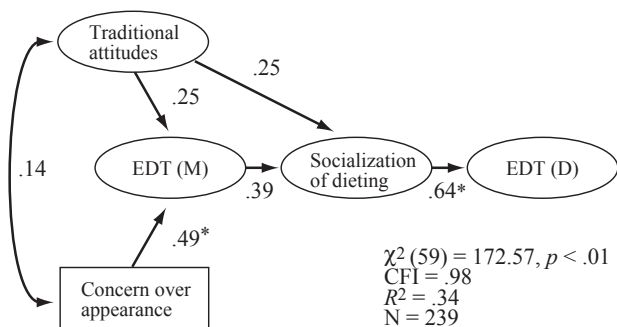 Traditional
attitudes
.25
.25
EDT (M)
.39
Socialization
of dieting
.64*
EDT (D)
.14
.49*
Concern over
appearance
χ² (59) = 172.57, p < .01
CFI = .98
R² = .34
N = 239